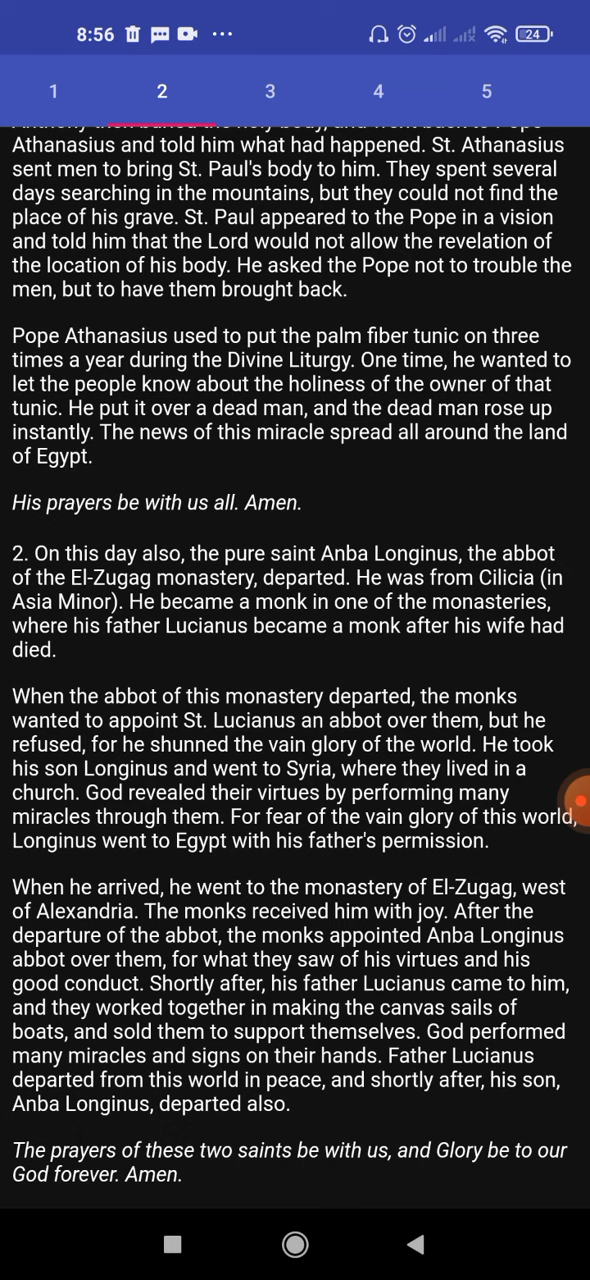 8:56
24
1 2 3 4 5
Athanasius and told him what had happened. St. Athanasius
sent men to bring St. Paul's body to him. They spent several
days searching in the mountains, but they could not find the
place of his grave. St. Paul appeared to the Pope in a vision
and told him that the Lord would not allow the revelation of
the location of his body. He asked the Pope not to trouble the
men, but to have them brought back.
Pope Athanasius used to put the palm fiber tunic on three
times a year during the Divine Liturgy. One time, he wanted to
let the people know about the holiness of the owner of that
tunic. He put it over a dead man, and the dead man rose up
instantly. The news of this miracle spread all around the land
of Egypt.
His prayers be with us all. Amen.
2. On this day also, the pure saint Anba Longinus, the abbot
of the El-Zugag monastery, departed. He was from Cilicia (in
Asia Minor). He became a monk in one of the monasteries,
where his father Lucianus became a monk after his wife had
died.
When the abbot of this monastery departed, the monks
wanted to appoint St. Lucianus an abbot over them, but he
refused, for he shunned the vain glory of the world. He took
his son Longinus and went to Syria, where they lived in a
church. God revealed their virtues by performing many
miracles through them. For fear of the vain glory of this world,
Longinus went to Egypt with his father's permission.
When he arrived, he went to the monastery of El-Zugag, west
of Alexandria. The monks received him with joy. After the
departure of the abbot, the monks appointed Anba Longinus
abbot over them, for what they saw of his virtues and his
good conduct. Shortly after, his father Lucianus came to him,
and they worked together in making the canvas sails of
boats, and sold them to support themselves. God performed
many miracles and signs on their hands. Father Lucianus
departed from this world in peace, and shortly after, his son,
Anba Longinus, departed also.
The prayers of these two saints be with us, and Glory be to our
God forever. Amen.